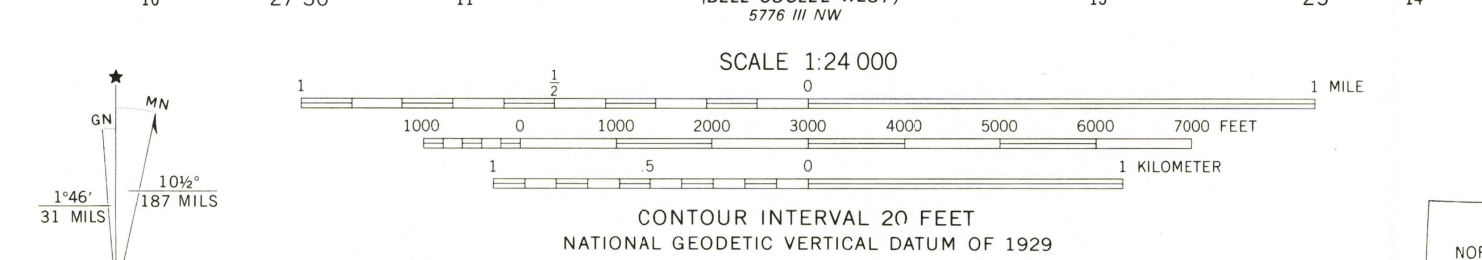 27'30"
5776 III NW
SCALE 1:24 000
1 1/2 0 1 MILE
1000 0 1000 2000 3000 4000 5000 6000 7000 FEET
1 .5 0 1 KILOMETER
CONTOUR INTERVAL 20 FEET
NATIONAL GEODETIC VERTICAL DATUM OF 1929
★
MN
GN
1°46'
31 MILS
10½°
187 MILS